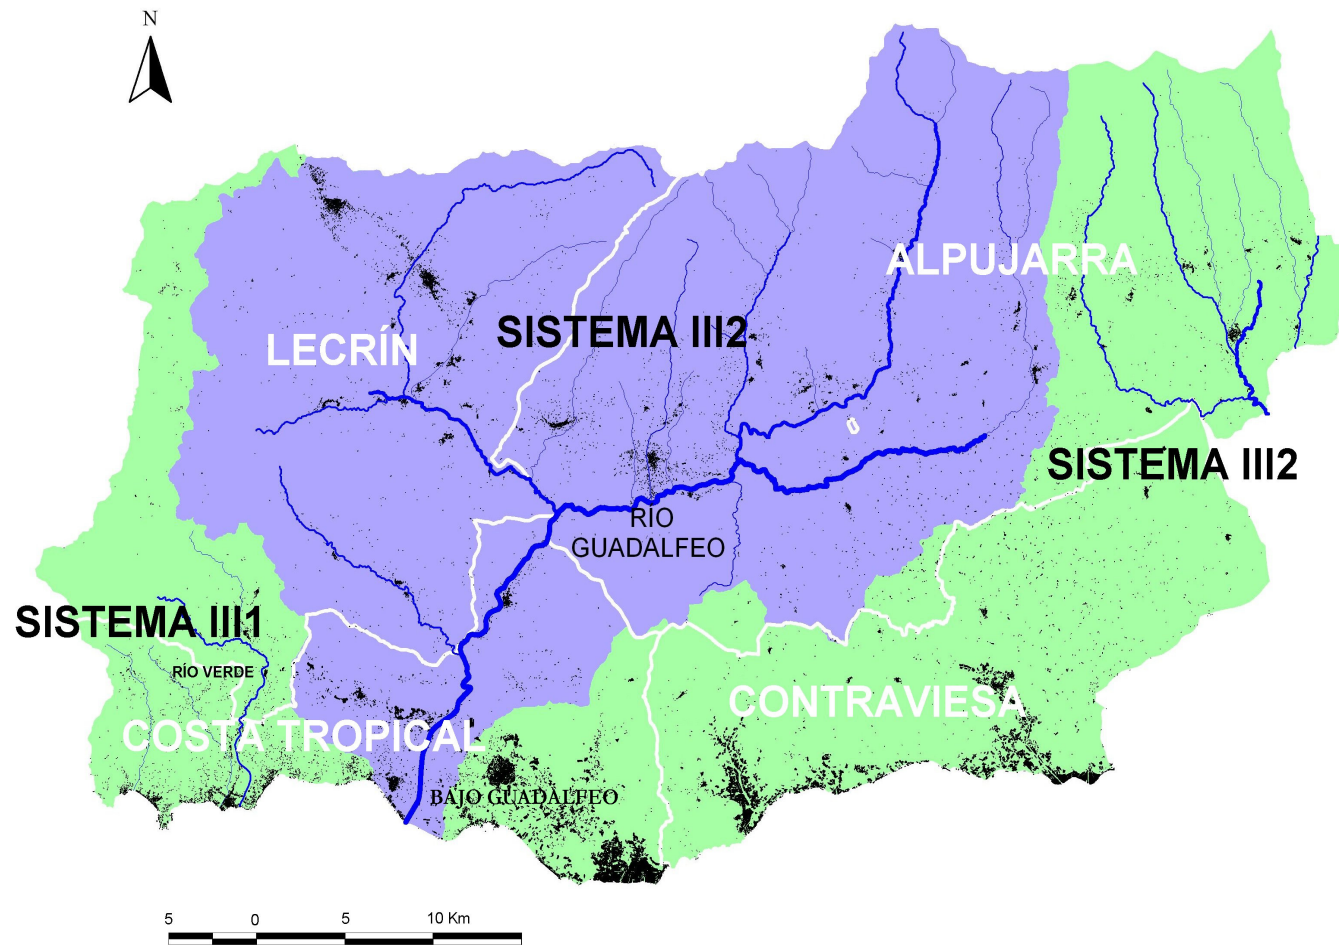 N
ALPUJARRA
LECRÍN
SISTEMA III2
SISTEMA III2
RÍO
GUADALFEO
SISTEMA III1
RÍO VERDE
CONTRAVIESA
COSTA TROPICAL
BAJO GUADALFEO
5 0 5 10 Km